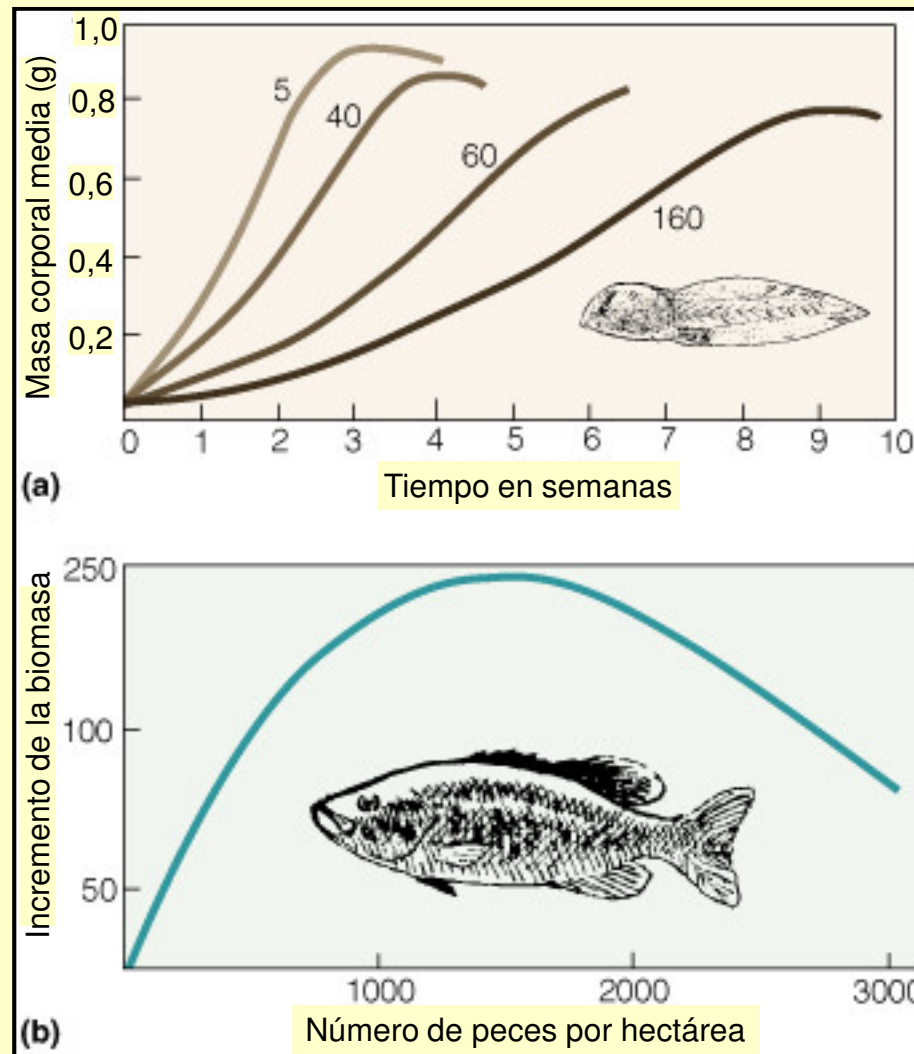 Masa corporal media (g)
1,0
0,8
0,6
0,4
0,2
5
40
60
160
0 1 2 3 4 5 6 7 8 9 10
(a)
Tiempo en semanas
Incremento de la biomasa
250
100
50
1000 2000 3000
(b)
Número de peces por hectárea